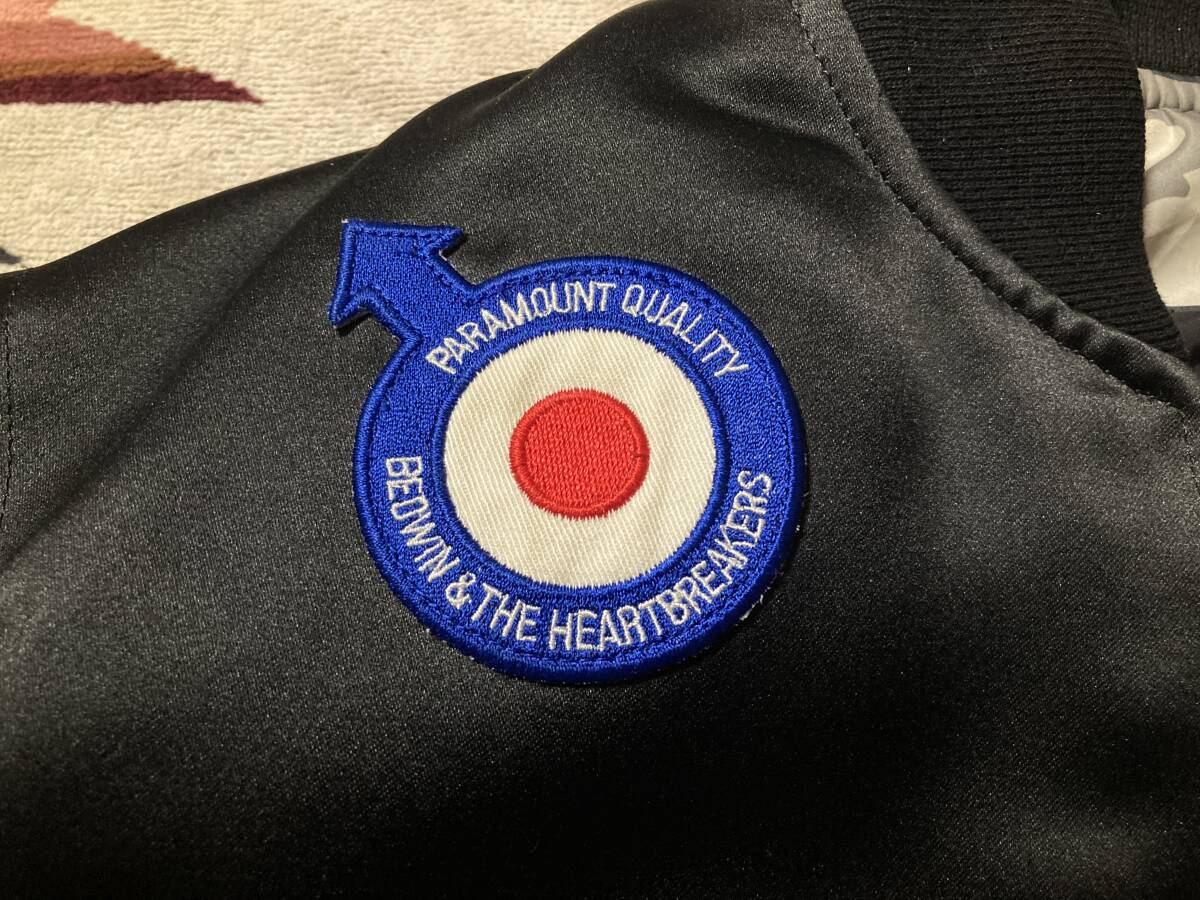 PARAMOUNT QUALITY
BEDWIN & THE HEARTBREAKERS